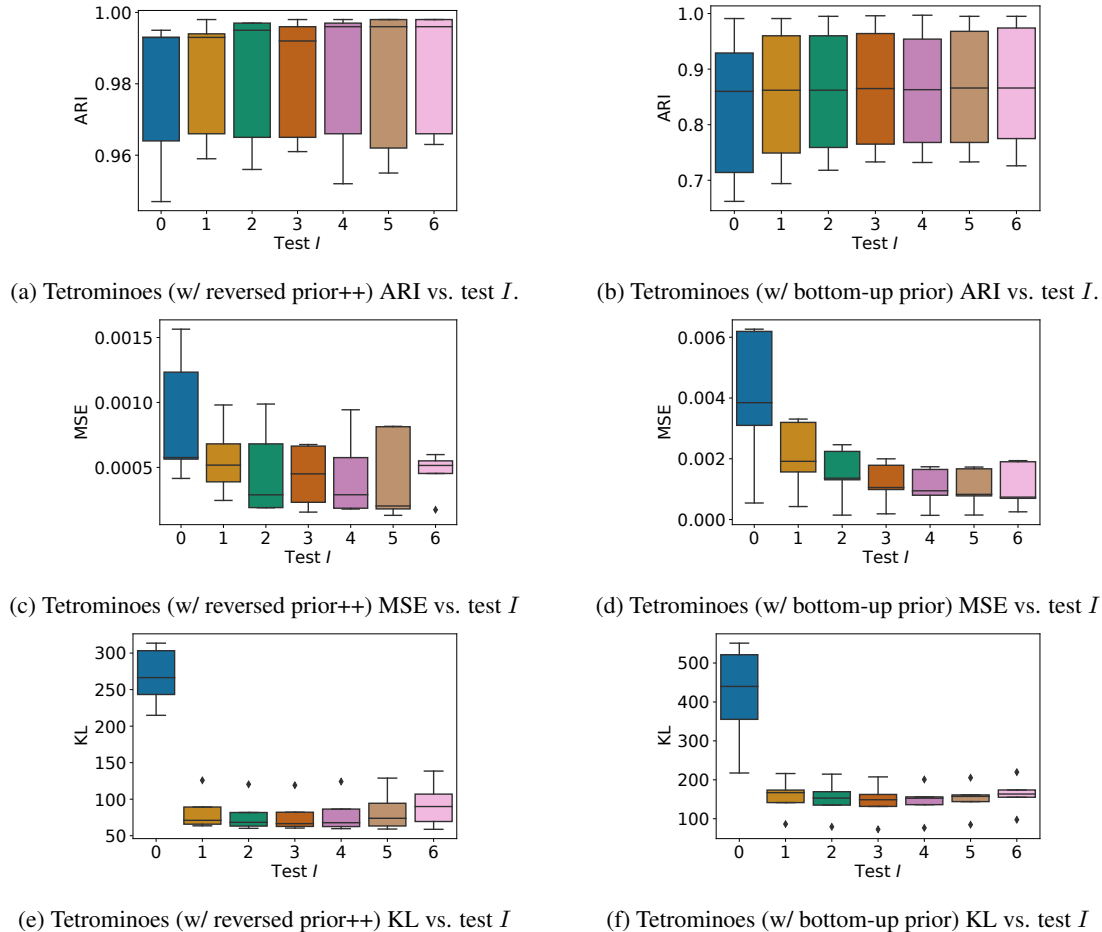 1.00
0.98
0.96
ARI
0 1 2 3 4 5 6
Test I
(a) Tetrominoes (w/ reversed prior++) ARI vs. test I.
1.0
0.9
0.8
0.7
ARI
0 1 2 3 4 5 6
Test I
(b) Tetrominoes (w/ bottom-up prior) ARI vs. test I.
0.0015
0.0010
0.0005
MSE
0 1 2 3 4 5 6
Test I
(c) Tetrominoes (w/ reversed prior++) MSE vs. test I
0.006
0.004
0.002
0.000
MSE
0 1 2 3 4 5 6
Test I
(d) Tetrominoes (w/ bottom-up prior) MSE vs. test I
300
250
200
150
100
50
KL
0 1 2 3 4 5 6
Test I
(e) Tetrominoes (w/ reversed prior++) KL vs. test I
500
400
300
200
100
KL
0 1 2 3 4 5 6
Test I
(f) Tetrominoes (w/ bottom-up prior) KL vs. test I